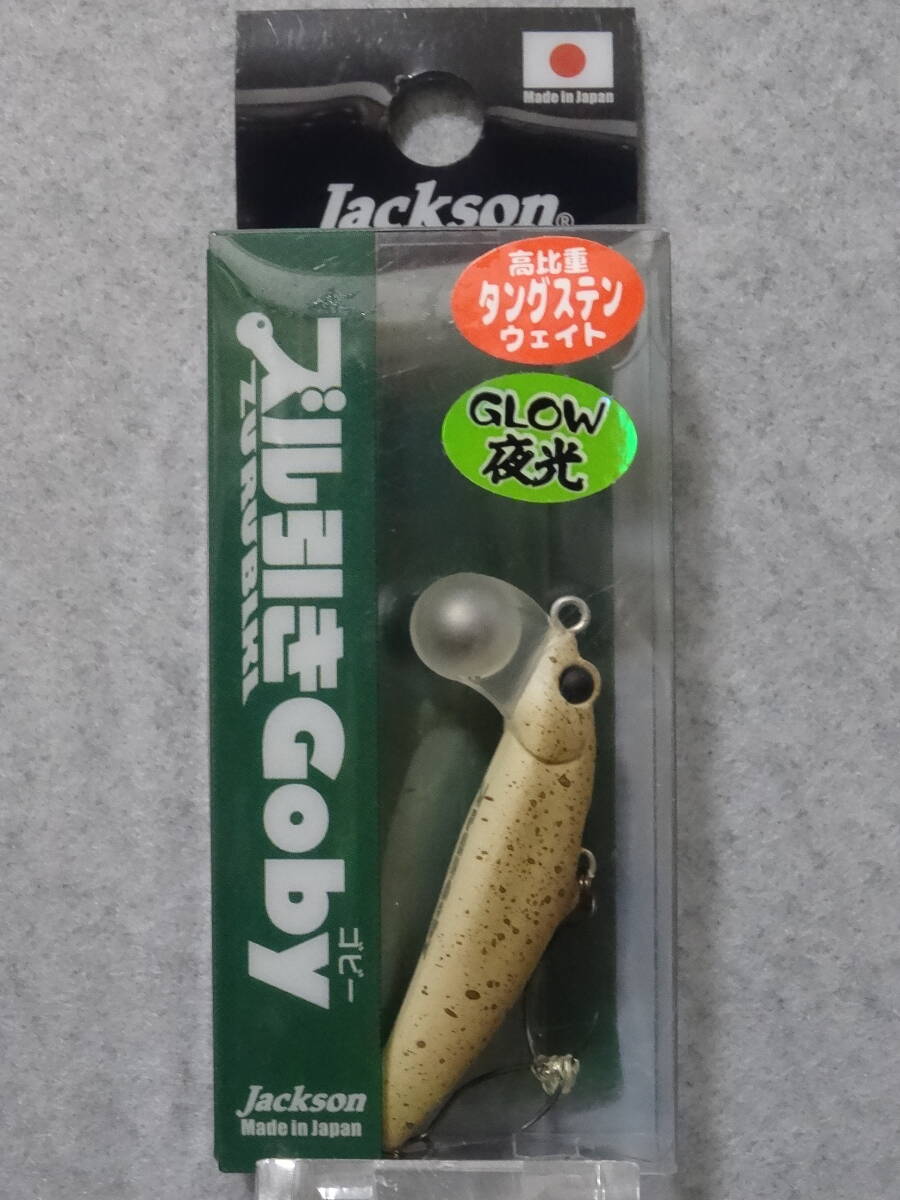 Made in Japan
Jackson®
高比重
タングステン
ウェイト
GLOW
夜光
ズル引きGoby
ZURUBIKI
ゴビー
Jackson
Made in Japan